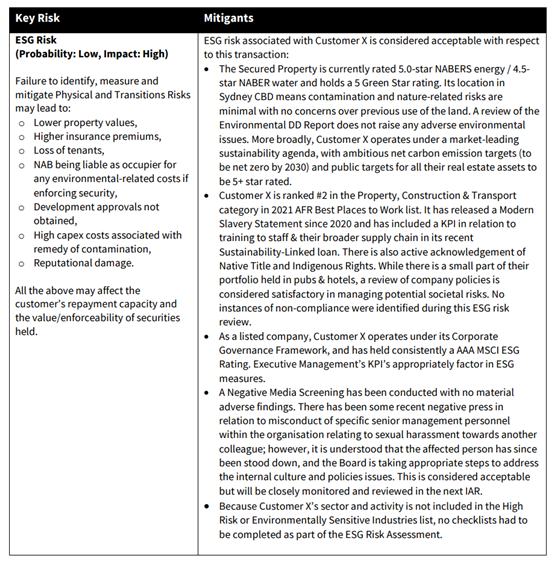 Key Risk
Mitigants
ESG Risk
(Probability: Low, Impact: High)
Failure to identify, measure and
mitigate Physical and Transitions Risks
may lead to:
o Lower property values,
o Higher insurance premiums,
o Loss of tenants,
o NAB being liable as occupier for
any environmental-related costs if
enforcing security,
o Development approvals not
obtained,
o High capex costs associated with
remedy of contamination,
o Reputational damage.
All the above may affect the
customer's repayment capacity and
the value/enforceability of securities
held.
ESG risk associated with Customer X is considered acceptable with respect
to this transaction:
• The Secured Property is currently rated 5.0-star NABERS energy / 4.5-
star NABER water and holds a 5 Green Star rating. Its location in
Sydney CBD means contamination and nature-related risks are
minimal with no concerns over previous use of the land. A review of the
Environmental DD Report does not raise any adverse environmental
issues. More broadly, Customer X operates under a market-leading
sustainability agenda, with ambitious net carbon emission targets (to
be net zero by 2030) and public targets for all their real estate assets to
be 5+ star rated.
• Customer X is ranked #2 in the Property, Construction & Transport
category in 2021 AFR Best Places to Work list. It has released a Modern
Slavery Statement since 2020 and has included a KPI in relation to
training to staff & their broader supply chain in its recent
Sustainability-Linked loan. There is also active acknowledgement of
Native Title and Indigenous Rights. While there is a small part of their
portfolio held in pubs & hotels, a review of company policies is
considered satisfactory in managing potential societal risks. No
instances of non-compliance were identified during this ESG risk
review.
• As a listed company, Customer X operates under its Corporate
Governance Framework, and has held consistently a AAA MSCI ESG
Rating. Executive Management's KPI's appropriately factor in ESG
measures.
• A Negative Media Screening has been conducted with no material
adverse findings. There has been some recent negative press in
relation to misconduct of specific senior management personnel
within the organisation relating to sexual harassment towards another
colleague; however, it is understood that the affected person has since
been stood down, and the Board is taking appropriate steps to address
the internal culture and policies issues. This is considered acceptable
but will be closely monitored and reviewed in the next IAR.
• Because Customer X's sector and activity is not included in the High
Risk or Environmentally Sensitive Industries list, no checklists had to
be completed as part of the ESG Risk Assessment.